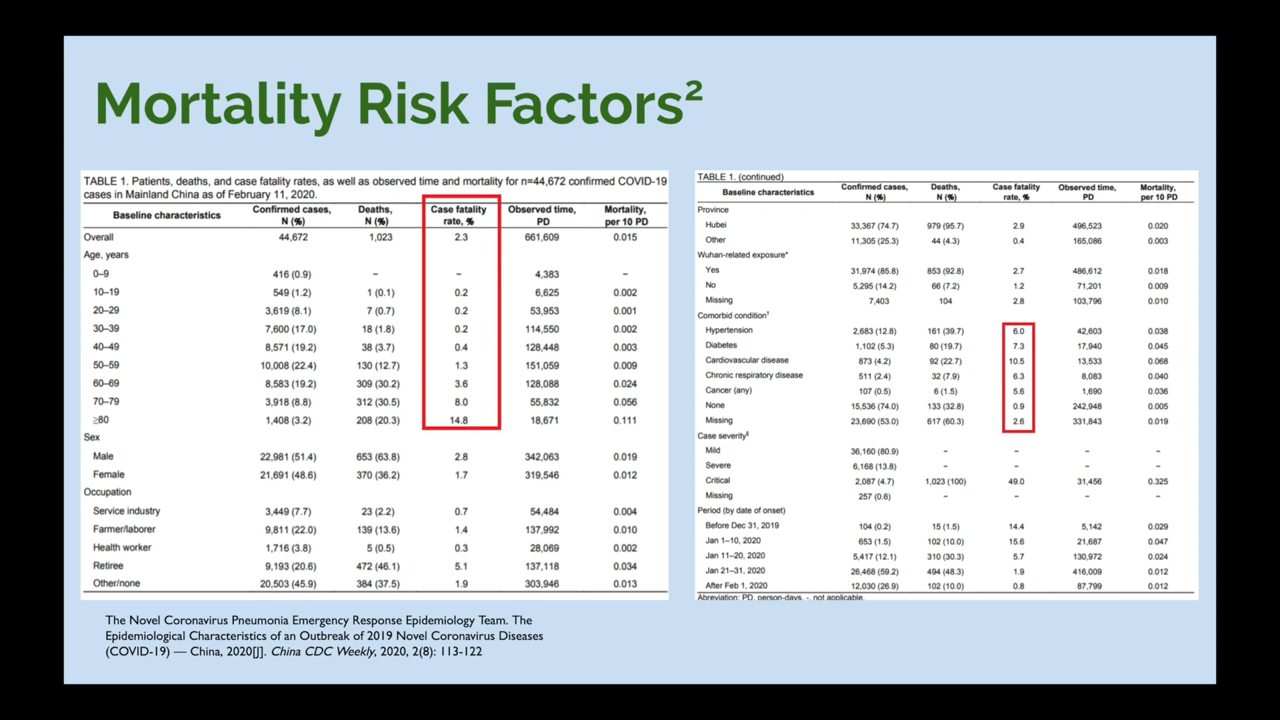 Mortality Risk Factors²
TABLE 1. Patients, deaths, and case fatality rates, as well as observed time and mortality for n=44,672 confirmed COVID-19
cases in Mainland China as of February 11, 2020.
Baseline characteristics Confirmed cases, N (%) Deaths, N (%) Case fatality rate, % Observed time, PD Mortality, per 10 PD
Overall 44,672 1,023 2.3 661,609 0.015
Age, years
0–9 416 (0.9) – – 4,383 –
10–19 549 (1.2) 1 (0.1) 0.2 6,625 0.002
20–29 3,619 (8.1) 7 (0.7) 0.2 53,953 0.001
30–39 7,600 (17.0) 18 (1.8) 0.2 114,550 0.002
40–49 8,571 (19.2) 38 (3.7) 0.4 128,448 0.003
50–59 10,008 (22.4) 130 (12.7) 1.3 151,059 0.009
60–69 8,583 (19.2) 309 (30.2) 3.6 128,088 0.024
70–79 3,918 (8.8) 312 (30.5) 8.0 55,832 0.056
≥80 1,408 (3.2) 208 (20.3) 14.8 18,671 0.111
Sex
Male 22,981 (51.4) 653 (63.8) 2.8 342,063 0.019
Female 21,691 (48.6) 370 (36.2) 1.7 319,546 0.012
Occupation
Service industry 3,449 (7.7) 23 (2.2) 0.7 54,484 0.004
Farmer/laborer 9,811 (22.0) 139 (13.6) 1.4 137,992 0.010
Health worker 1,716 (3.8) 5 (0.5) 0.3 28,069 0.002
Retiree 9,193 (20.6) 472 (46.1) 5.1 137,118 0.034
Other/none 20,503 (45.9) 384 (37.5) 1.9 303,946 0.013
TABLE 1. (continued)
Baseline characteristics Confirmed cases, N (%) Deaths, N (%) Case fatality rate, % Observed time, PD Mortality, per 10 PD
Province
Hubei 33,367 (74.7) 979 (95.7) 2.9 496,523 0.020
Other 11,305 (25.3) 44 (4.3) 0.4 165,086 0.003
Wuhan-related exposure*
Yes 31,974 (85.8) 853 (92.8) 2.7 486,612 0.018
No 5,295 (14.2) 66 (7.2) 1.2 71,201 0.009
Missing 7,403 104 2.8 103,796 0.010
Comorbid condition†
Hypertension 2,683 (12.8) 161 (39.7) 6.0 42,603 0.038
Diabetes 1,102 (5.3) 80 (19.7) 7.3 17,940 0.045
Cardiovascular disease 873 (4.2) 92 (22.7) 10.5 13,533 0.068
Chronic respiratory disease 511 (2.4) 32 (7.9) 6.3 8,083 0.040
Cancer (any) 107 (0.5) 6 (1.5) 5.6 1,690 0.036
None 15,536 (74.0) 133 (32.8) 0.9 242,948 0.005
Missing 23,690 (53.0) 617 (60.3) 2.6 331,843 0.019
Case severity§
Mild 36,160 (80.9) – – – –
Severe 6,168 (13.8) – – – –
Critical 2,087 (4.7) 1,023 (100) 49.0 31,456 0.325
Missing 257 (0.6) – – – –
Period (by date of onset)
Before Dec 31, 2019 104 (0.2) 15 (1.5) 14.4 5,142 0.029
Jan 1–10, 2020 653 (1.5) 102 (10.0) 15.6 21,687 0.047
Jan 11–20, 2020 5,417 (12.1) 310 (30.3) 5.7 130,972 0.024
Jan 21–31, 2020 26,468 (59.2) 494 (48.3) 1.9 416,009 0.012
After Feb 1, 2020 12,030 (26.9) 102 (10.0) 0.8 87,799 0.012
Abreviation: PD, person-days, -, not applicable.
The Novel Coronavirus Pneumonia Emergency Response Epidemiology Team. The
Epidemiological Characteristics of an Outbreak of 2019 Novel Coronavirus Diseases
(COVID-19) — China, 2020[J]. China CDC Weekly, 2020, 2(8): 113-122